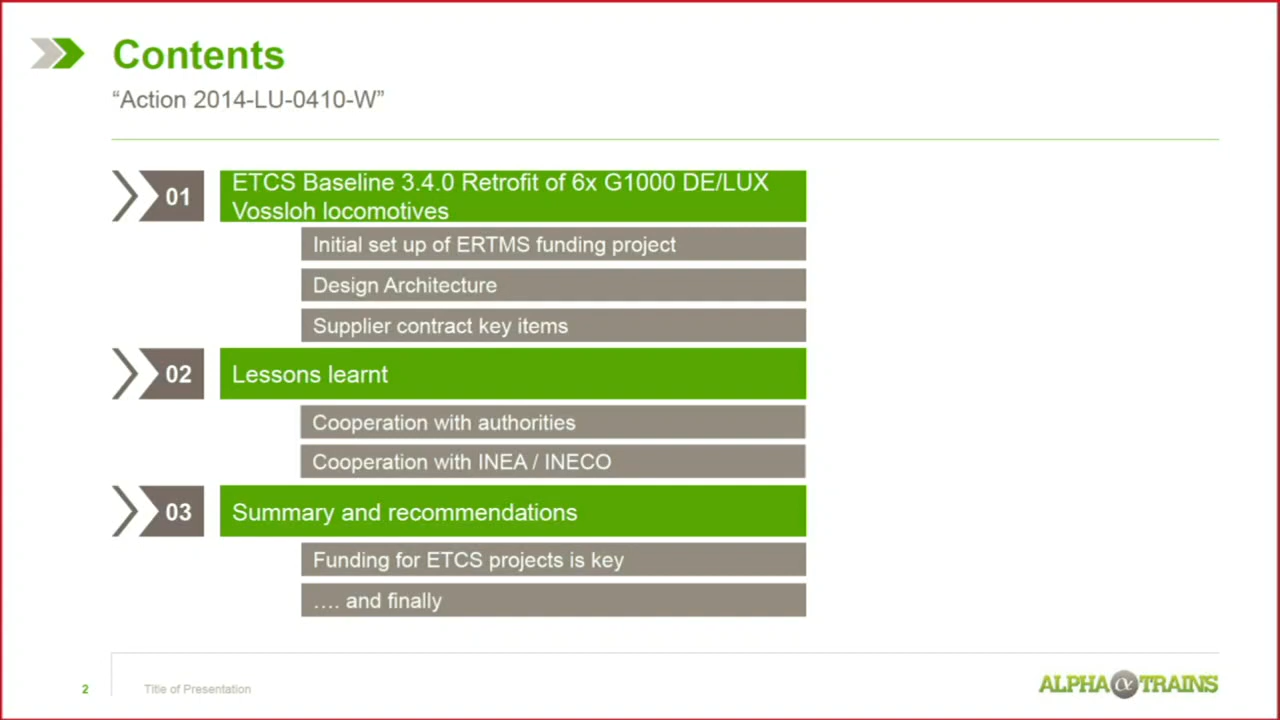 Contents
“Action 2014-LU-0410-W”
01
ETCS Baseline 3.4.0 Retrofit of 6x G1000 DE/LUX
Vossloh locomotives
Initial set up of ERTMS funding project
Design Architecture
Supplier contract key items
02
Lessons learnt
Cooperation with authorities
Cooperation with INEA / INECO
03
Summary and recommendations
Funding for ETCS projects is key
…. and finally
2
Title of Presentation
ALPHA α TRAINS